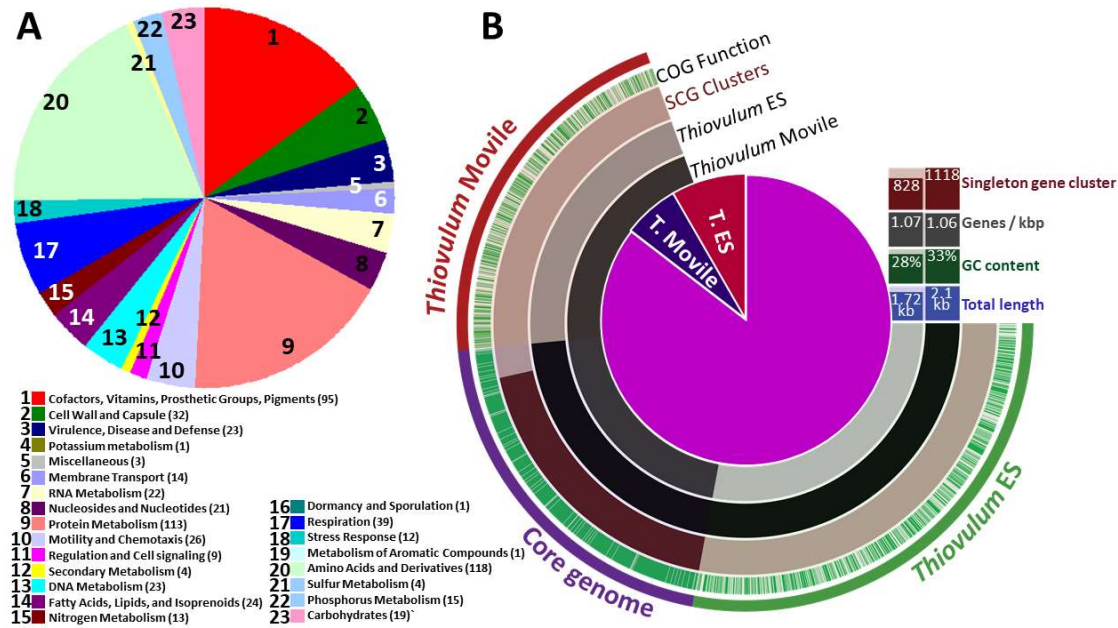 A
1
2
3
5
6
7
8
9
10
11
12
13
14
15
17
18
20
21
22
23
1 Cofactors, Vitamins, Prosthetic Groups, Pigments (95)
2 Cell Wall and Capsule (32)
3 Virulence, Disease and Defense (23)
4 Potassium metabolism (1)
5 Miscellaneous (3)
6 Membrane Transport (14)
7 RNA Metabolism (22)
8 Nucleosides and Nucleotides (21)
9 Protein Metabolism (113)
10 Motility and Chemotaxis (26)
11 Regulation and Cell signaling (9)
12 Secondary Metabolism (4)
13 DNA Metabolism (23)
14 Fatty Acids, Lipids, and Isoprenoids (24)
15 Nitrogen Metabolism (13)
16 Dormancy and Sporulation (1)
17 Respiration (39)
18 Stress Response (12)
19 Metabolism of Aromatic Compounds (1)
20 Amino Acids and Derivatives (118)
21 Sulfur Metabolism (4)
22 Phosphorus Metabolism (15)
23 Carbohydrates (19)`
B
COG Function
SCG Clusters
Thiovulum ES
Thiovulum Movile
Thiovulum Movile
T. Movile
T. ES
828 1118 Singleton gene cluster
1.07 1.06 Genes / kbp
28% 33% GC content
1.72 kb 2.1 kb Total length
Core genome
Thiovulum ES